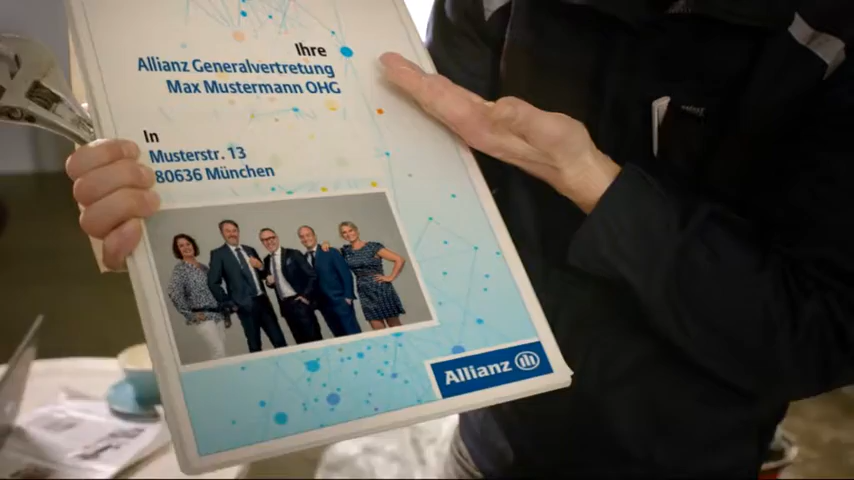 Ihre
Allianz Generalvertretung
Max Mustermann OHG
In
Musterstr. 13
80636 München
Allianz